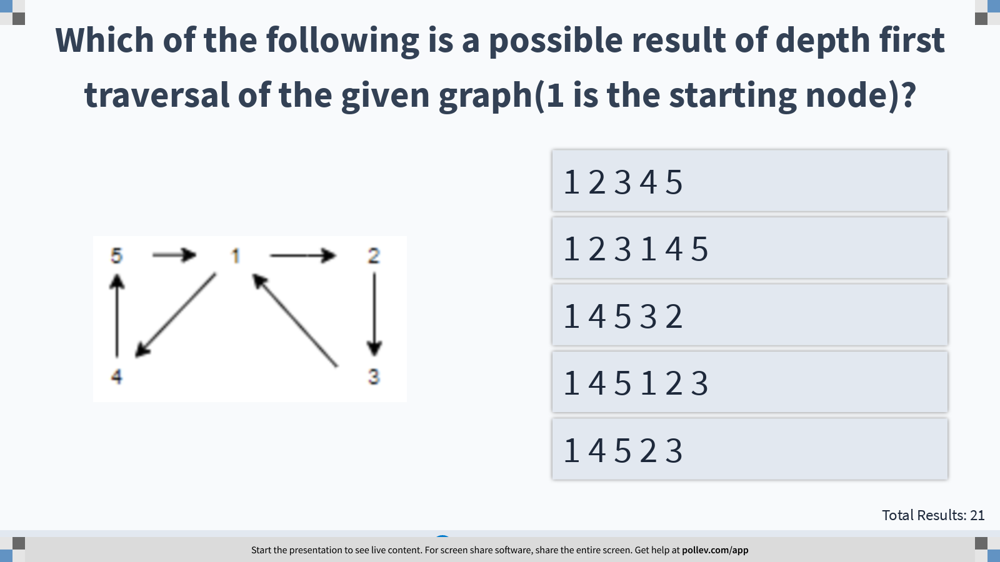 Which of the following is a possible result of depth first
traversal of the given graph(1 is the starting node)?
5 1 2
4 3
1 2 3 4 5
1 2 3 1 4 5
1 4 5 3 2
1 4 5 1 2 3
1 4 5 2 3
Total Results: 21
Start the presentation to see live content. For screen share software, share the entire screen. Get help at pollev.com/app